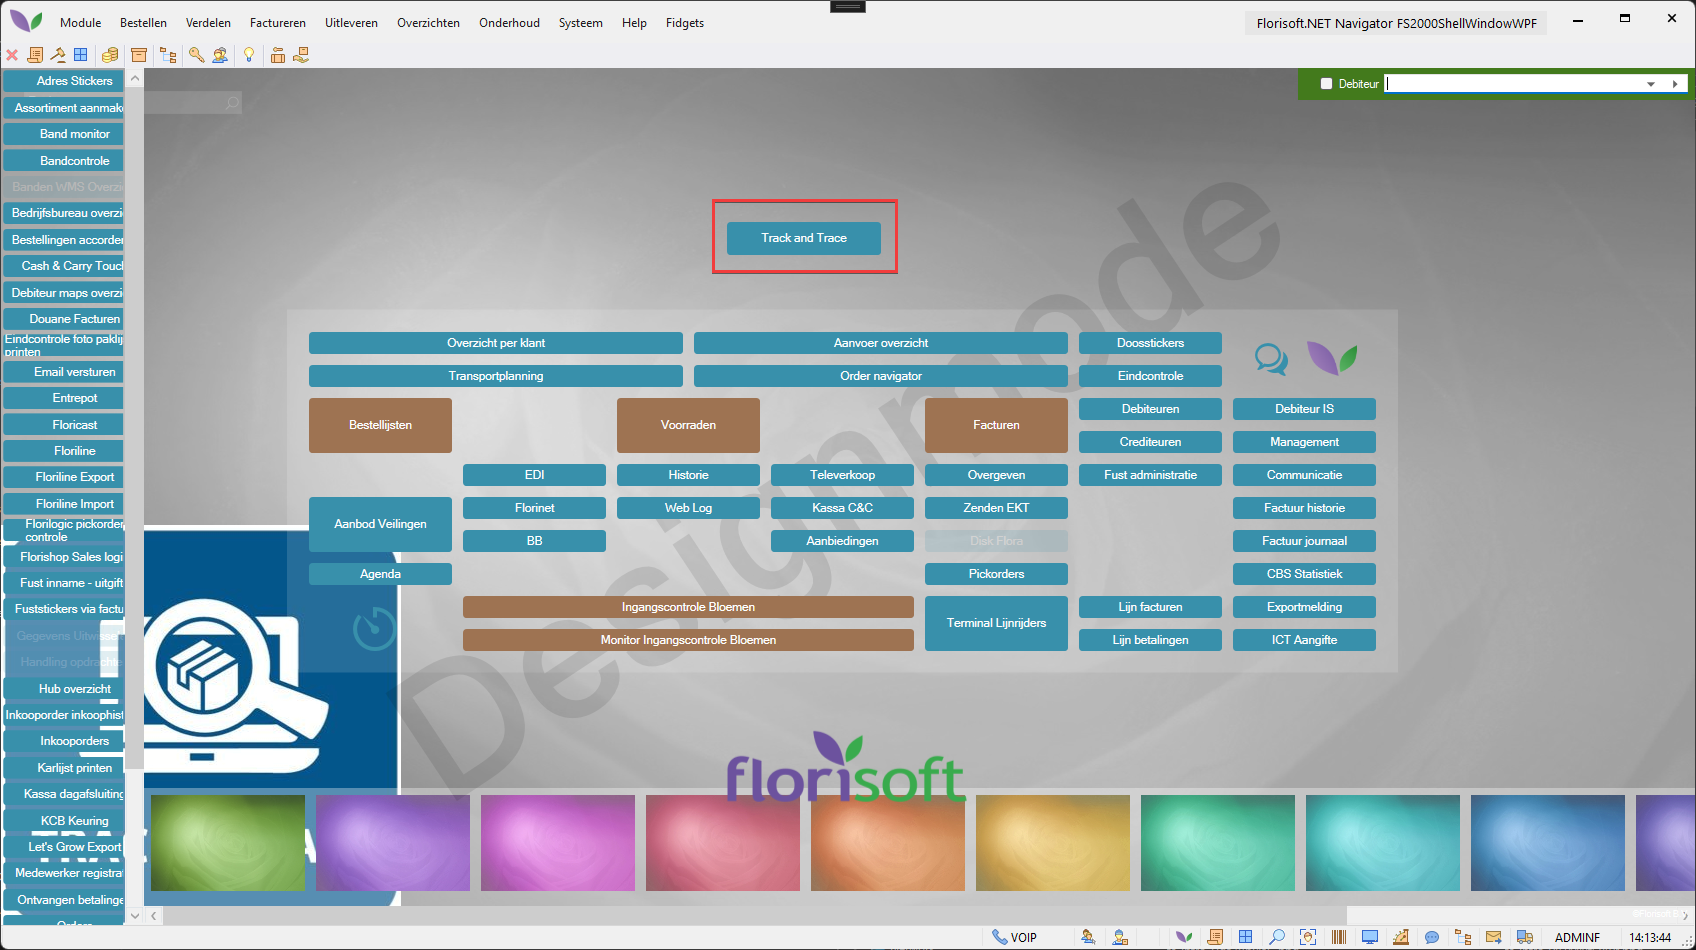 Module Bestellen Verdelen Factureren Uitleveren Overzichten Onderhoud Systeem Help Fidgets
Florisoft.NET Navigator FS2000ShellWindowWPF
Debiteur
Adres Stickers
Assortiment aanmake
Band monitor
Bandcontrole
Banden WMS Overzi
Bedrijfsbureau overzi
Bestellingen accorder
Cash & Carry Touc
Debiteur maps overzi
Douane Facturen
Eindcontrole foto paklij
printen
Email versturen
Entrepot
Floricast
Floriline
Floriline Export
Floriline Import
Florilogic pickorder
controle
Florishop Sales logi
Fust inname - uitgift
Fuststickers via factu
Gegevens Uitwisse
Handling opdrachte
Hub overzicht
Inkooporder inkoophist
Inkooporders
Karlijst printen
Kassa dagafsluiting
KCB Keuring
Let's Grow Export
Medewerker registrat
Ontvangen betalinge
Orders
Track and Trace
Designmode
Overzicht per klant Aanvoer overzicht Doosstickers
Transportplanning Order navigator Eindcontrole
Bestellijsten Voorraden Facturen
Debiteuren Debiteur IS
Crediteuren Management
EDI Historie Televerkoop Overgeven Fust administratie Communicatie
Aanbod Veilingen
Florinet Web Log Kassa C&C Zenden EKT Factuur historie
BB Aanbiedingen Disk Flora Factuur journaal
Agenda Pickorders CBS Statistiek
Ingangscontrole Bloemen Terminal Lijnrijders Lijn facturen Exportmelding
Monitor Ingangscontrole Bloemen Lijn betalingen ICT Aangifte
florisoft
VOIP
ADMINF
14:13:44